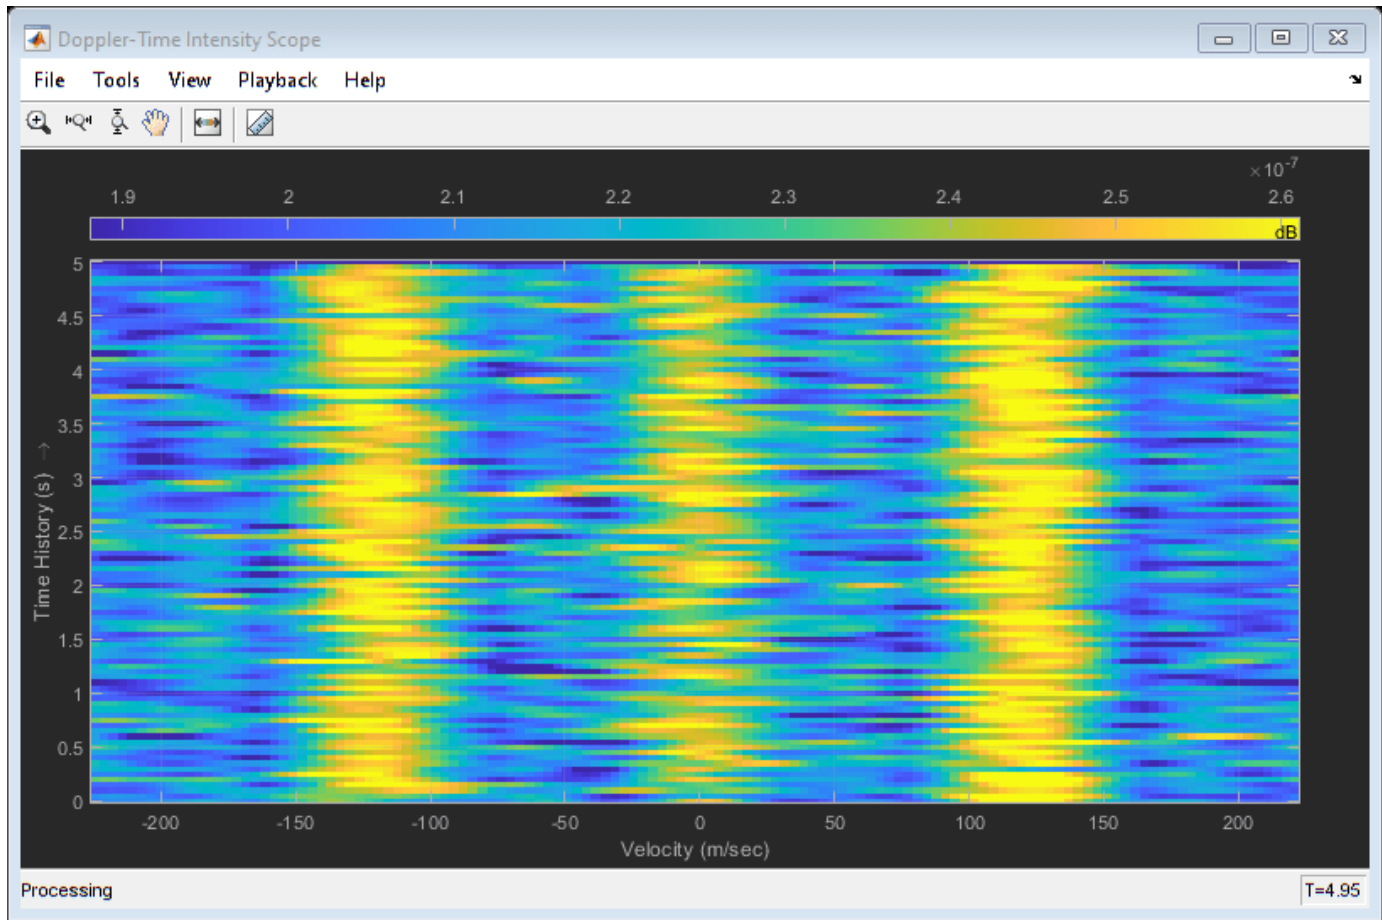 Doppler-Time Intensity Scope
File Tools View Playback Help
×10-7
1.9 2 2.1 2.2 2.3 2.4 2.5 2.6
dB
5
4.5
4
3.5
3
2.5
2
1.5
1
0.5
0
Time History (s) →
-200 -150 -100 -50 0 50 100 150 200
Velocity (m/sec)
Processing T=4.95